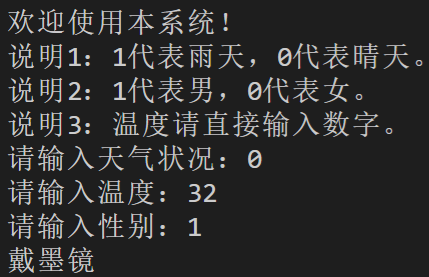 欢迎使用本系统!
说明1: 1代表雨天, 0代表晴天。
说明2: 1代表男, 0代表女。
说明3: 温度请直接输入数字。
请输入天气状况: 0
请输入温度: 32
请输入性别: 1
戴墨镜